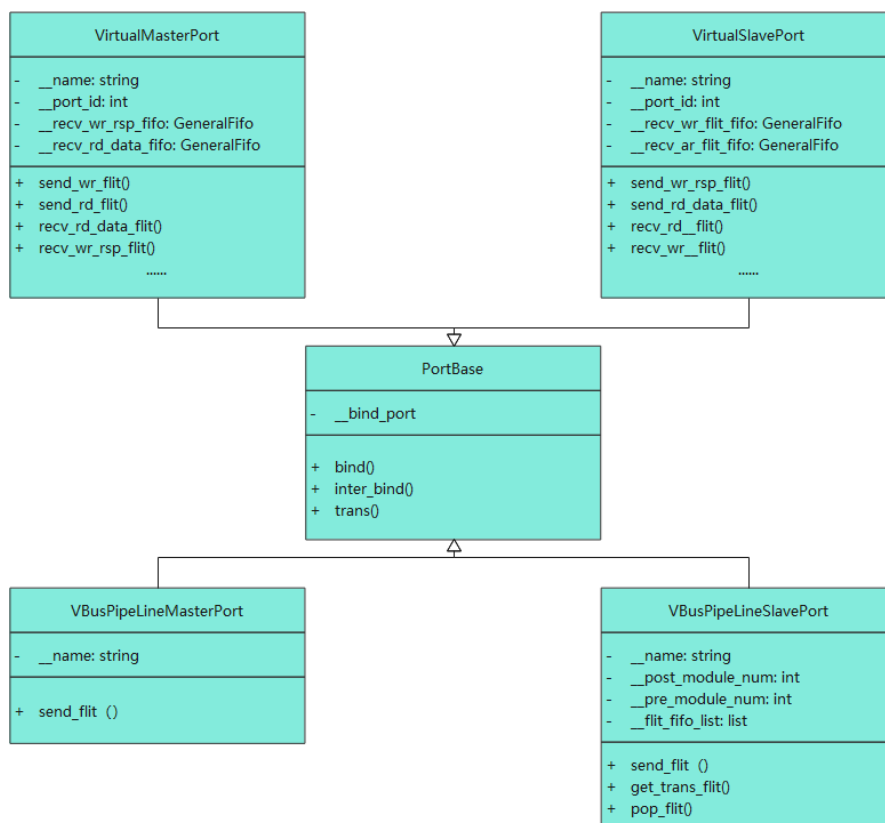 VirtualMasterPort
- __name: string
- __port_id: int
- __recv_wr_rsp_fifo: GeneralFifo
- __recv_rd_data_fifo: GeneralFifo
+ send_wr_flit()
+ send_rd_flit()
+ recv_rd_data_flit()
+ recv_wr_rsp_flit()
......
VirtualSlavePort
- __name: string
- __port_id: int
- __recv_wr_flit_fifo: GeneralFifo
- __recv_ar_flit_fifo: GeneralFifo
+ send_wr_rsp_flit()
+ send_rd_data_flit()
+ recv_rd__flit()
+ recv_wr__flit()
......
PortBase
- __bind_port
+ bind()
+ inter_bind()
+ trans()
VBusPipeLineMasterPort
- __name: string
+ send_flit（）
VBusPipeLineSlavePort
- __name: string
- __post_module_num: int
- __pre_module_num: int
- __flit_fifo_list: list
+ send_flit（）
+ get_trans_flit()
+ pop_flit()